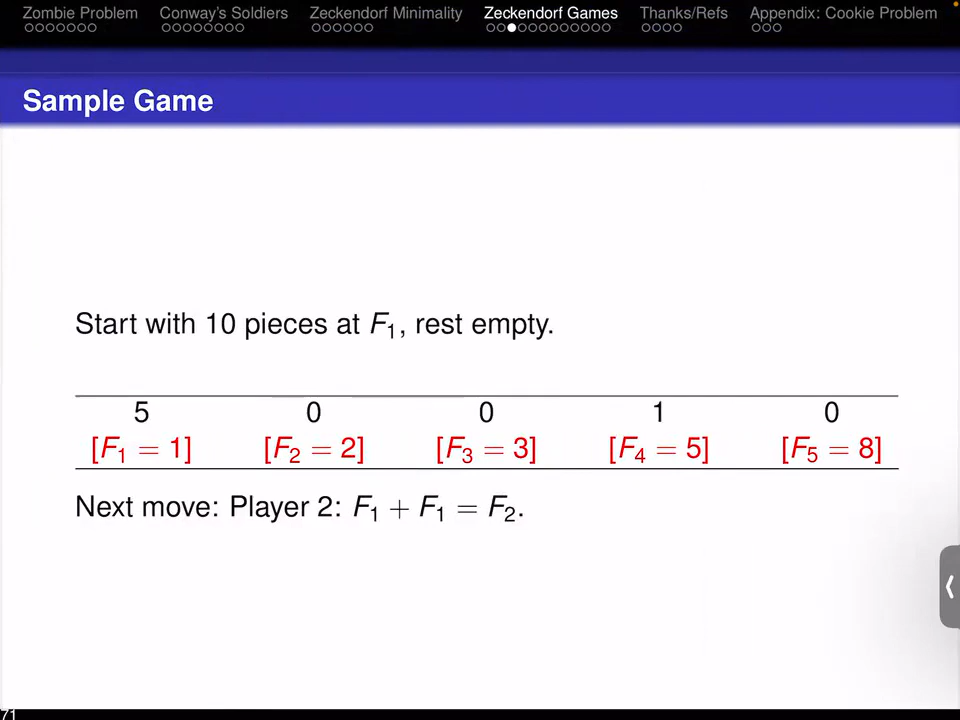 Zombie Problem Conway's Soldiers Zeckendorf Minimality Zeckendorf Games Thanks/Refs Appendix: Cookie Problem
Sample Game
Start with 10 pieces at F₁, rest empty.
5 0 0 1 0
[F₁ = 1] [F₂ = 2] [F₃ = 3] [F₄ = 5] [F₅ = 8]
Next move: Player 2: F₁ + F₁ = F₂.
71